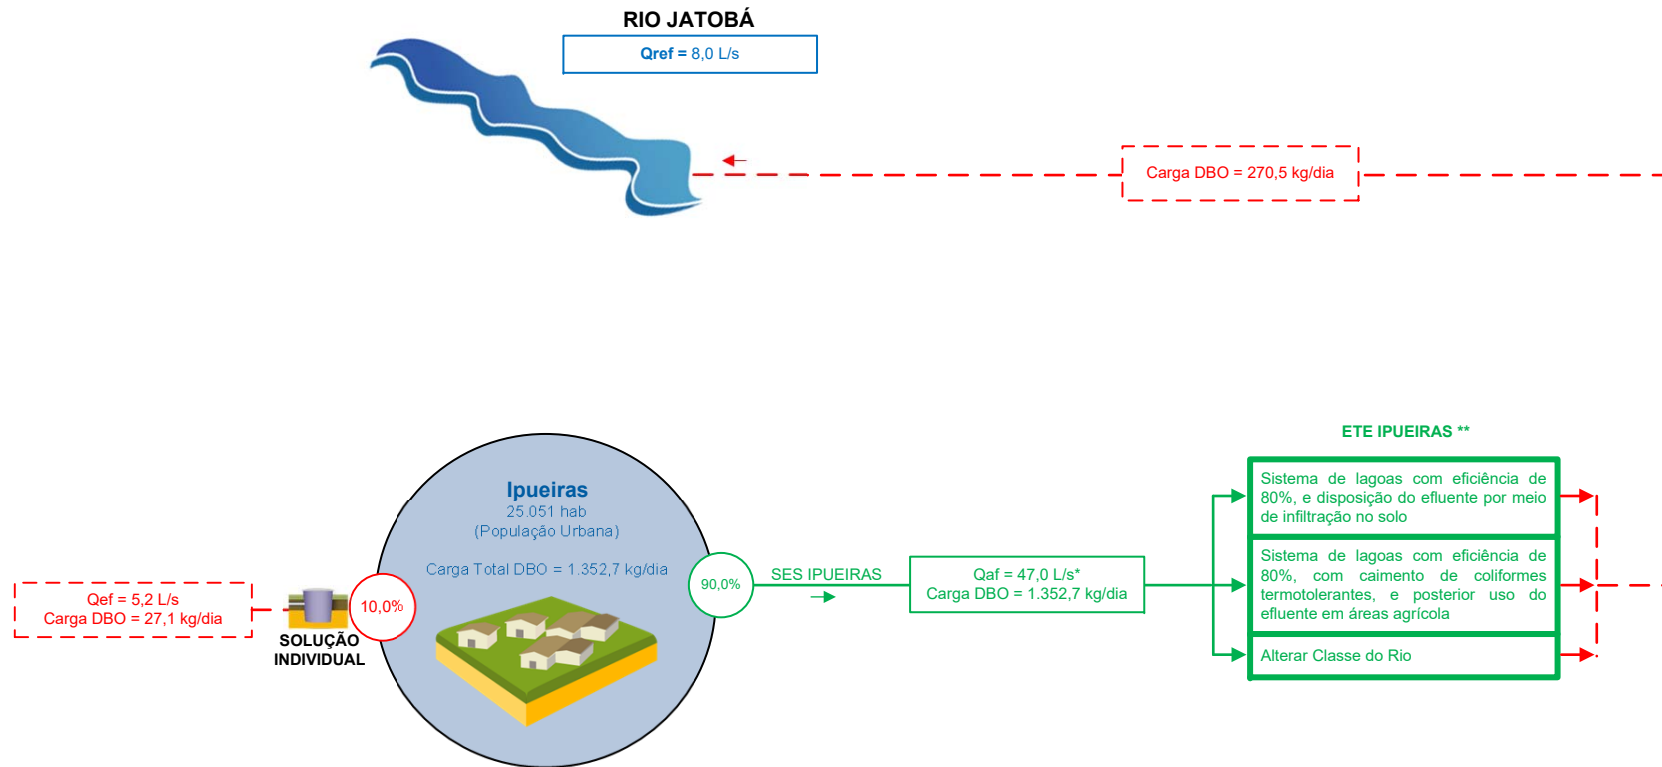 RIO JATOBÁ
Qref = 8,0 L/s
Carga DBO = 270,5 kg/dia
ETE IPUEIRAS **
Sistema de lagoas com eficiência de
80%, e disposição do efluente por meio
de infiltração no solo
Sistema de lagoas com eficiência de
80%, com caimento de coliformes
termotolerantes, e posterior uso do
efluente em áreas agrícola
Alterar Classe do Rio
Ipueiras
25.051 hab
(População Urbana)
Carga Total DBO = 1.352,7 kg/dia
90,0%
SES IPUEIRAS
Qaf = 47,0 L/s*
Carga DBO = 1.352,7 kg/dia
10,0%
Qef = 5,2 L/s
Carga DBO = 27,1 kg/dia
SOLUÇÃO
INDIVIDUAL